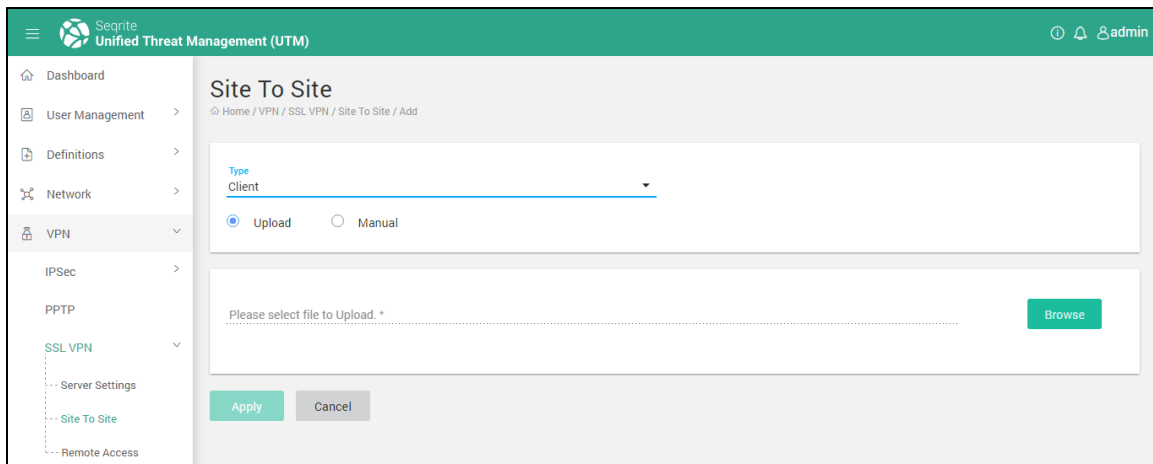 Seqrite
Unified Threat Management (UTM)
admin
Dashboard
User Management
Definitions
Network
VPN
IPSec
PPTP
SSL VPN
Server Settings
Site To Site
Remote Access
Site To Site
Home / VPN / SSL VPN / Site To Site / Add
Type
Client
Upload Manual
Please select file to Upload. *
Browse
Apply Cancel